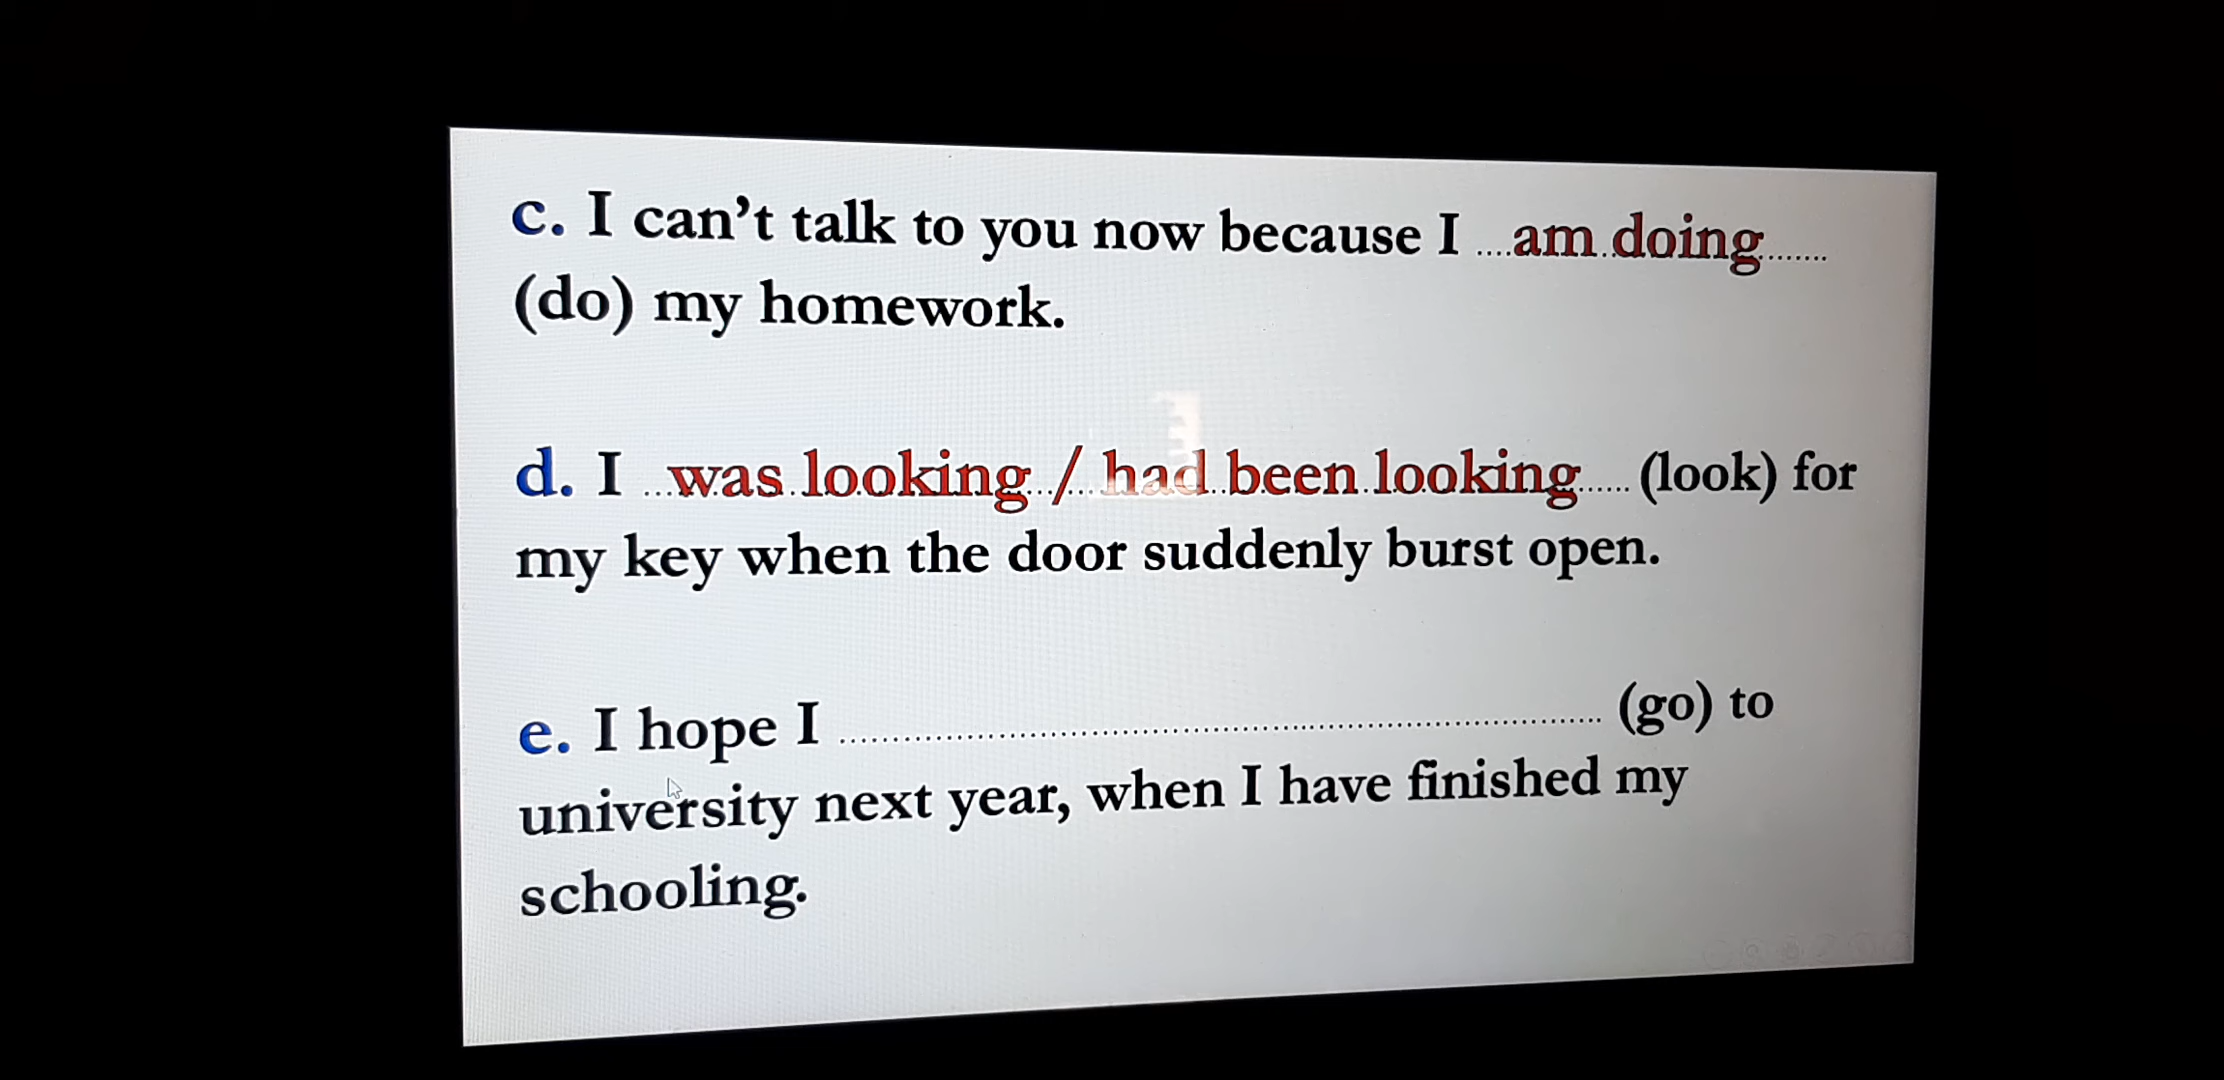 c. I can't talk to you now because I ....am..doing........
(do) my homework.
d. I ...was.looking../...had..been.looking...... (look) for
my key when the door suddenly burst open.
e. I hope I ........................................................................ (go) to
university next year, when I have finished my
schooling.